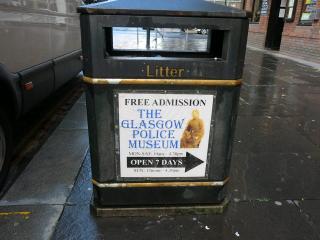 Litter
FREE ADMISSION
THE
GLASGOW
POLICE
MUSEUM
OPEN 7 DAYS